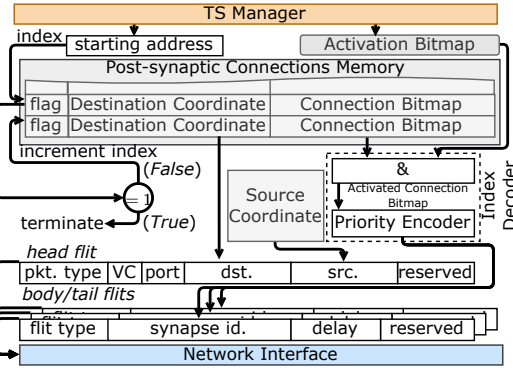 TS Manager
index
starting address
Activation Bitmap
Post-synaptic Connections Memory
flag Destination Coordinate Connection Bitmap
flag Destination Coordinate Connection Bitmap
increment index
(False)
= 1
terminate
(True)
Source
Coordinate
&
Activated Connection
Bitmap
Priority Encoder
Index
Decoder
head flit
pkt. type VC port dst. src. reserved
body/tail flits
flit type synapse id. delay reserved
Network Interface